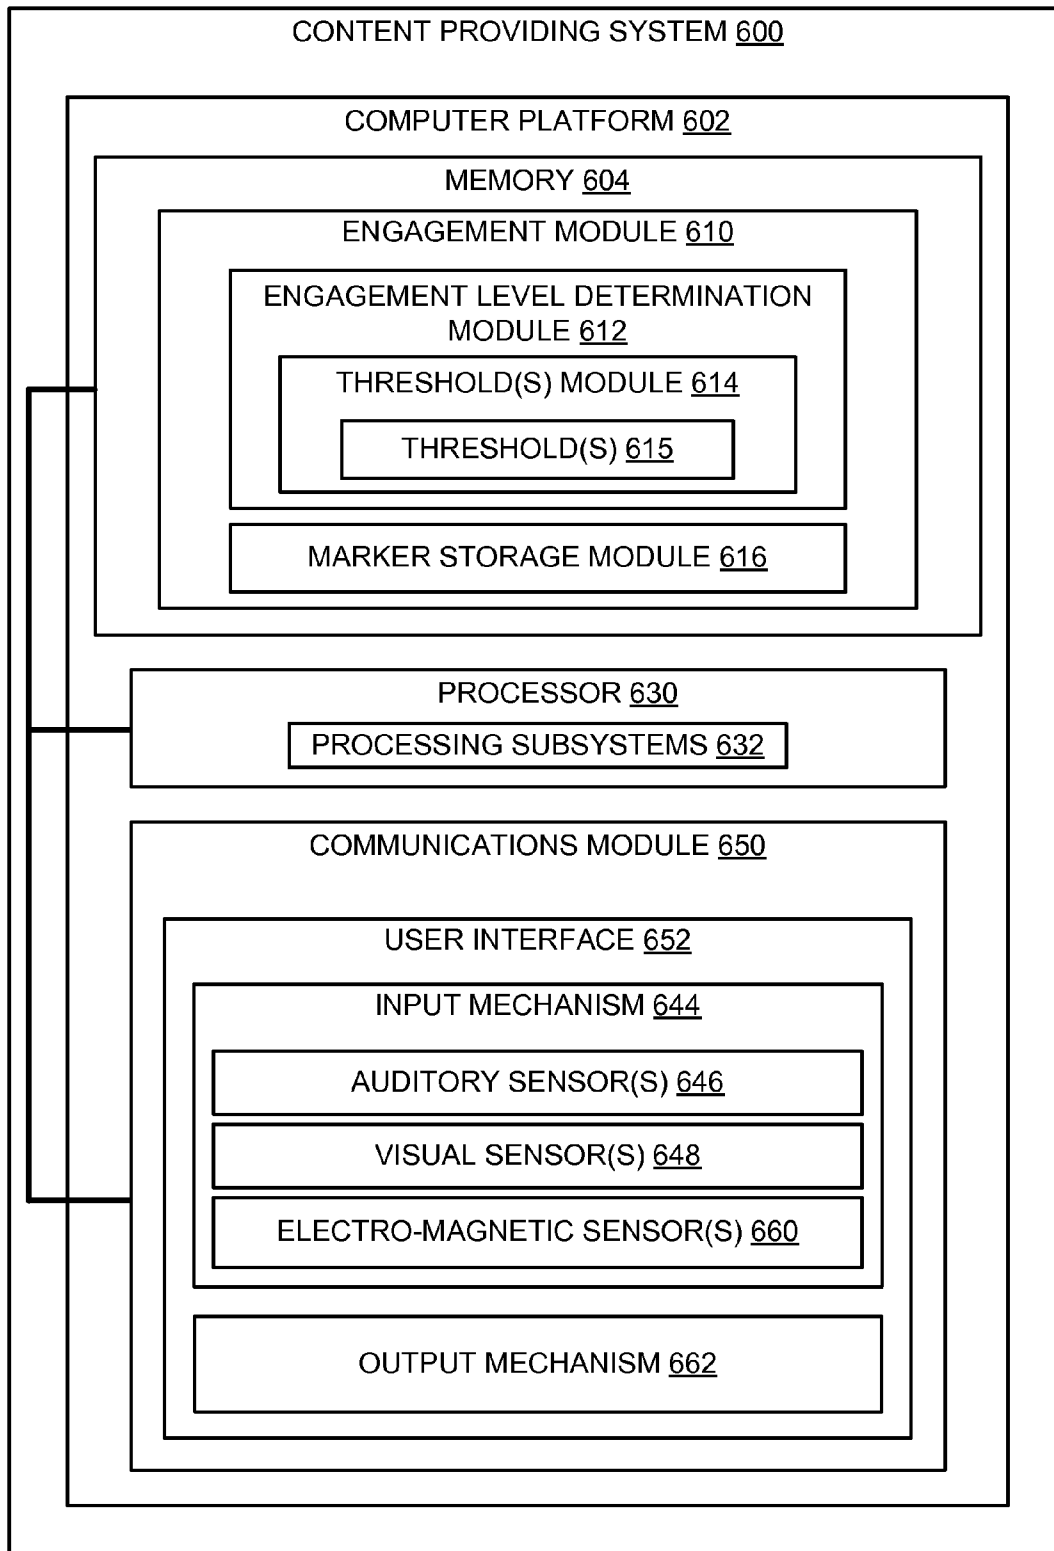 CONTENT PROVIDING SYSTEM 600
COMPUTER PLATFORM 602
MEMORY 604
ENGAGEMENT MODULE 610
ENGAGEMENT LEVEL DETERMINATION
MODULE 612
THRESHOLD(S) MODULE 614
THRESHOLD(S) 615
MARKER STORAGE MODULE 616
PROCESSOR 630
PROCESSING SUBSYSTEMS 632
COMMUNICATIONS MODULE 650
USER INTERFACE 652
INPUT MECHANISM 644
AUDITORY SENSOR(S) 646
VISUAL SENSOR(S) 648
ELECTRO-MAGNETIC SENSOR(S) 660
OUTPUT MECHANISM 662